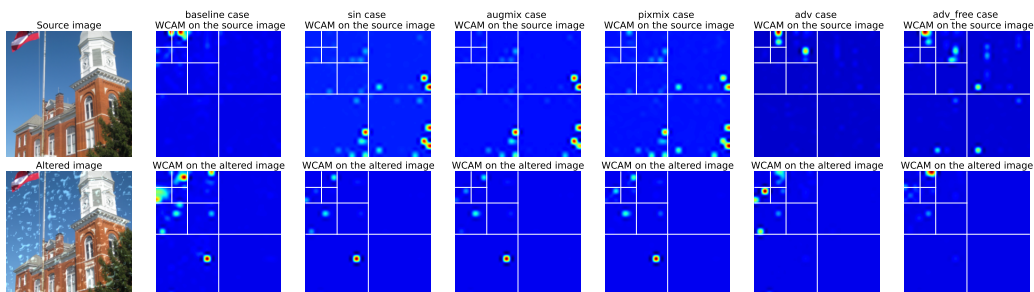 Source image
baseline case
WCAM on the source image
sin case
WCAM on the source image
augmix case
WCAM on the source image
pixmix case
WCAM on the source image
adv case
WCAM on the source image
adv_free case
WCAM on the source image
Altered image
WCAM on the altered image
WCAM on the altered image
WCAM on the altered image
WCAM on the altered image
WCAM on the altered image
WCAM on the altered image